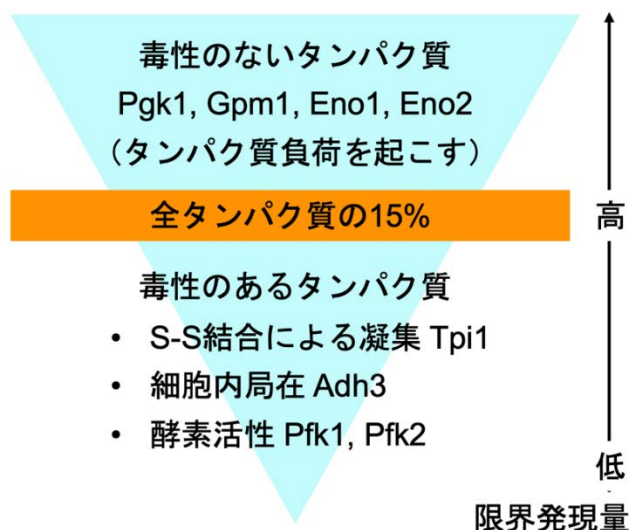 毒性のないタンパク質
Pgk1, Gpm1, Eno1, Eno2
（タンパク質負荷を起こす）
全タンパク質の15%
高
毒性のあるタンパク質
• S-S結合による凝集 Tpi1
• 細胞内局在 Adh3
• 酵素活性 Pfk1, Pfk2
低
限界発現量